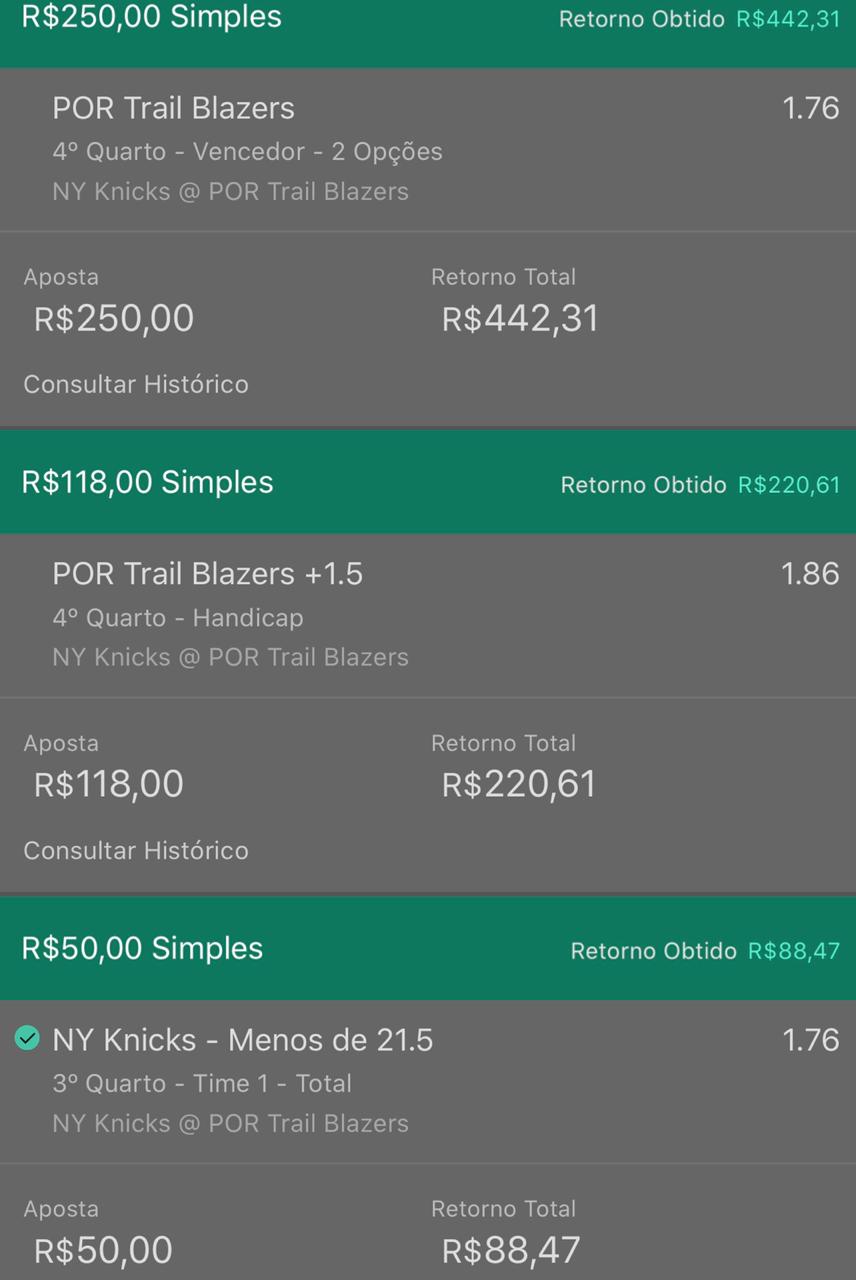 R$250,00 Simples Retorno Obtido R$442,31
POR Trail Blazers 1.76
4º Quarto - Vencedor - 2 Opções
NY Knicks @ POR Trail Blazers
Aposta Retorno Total
R$250,00 R$442,31
Consultar Histórico
R$118,00 Simples Retorno Obtido R$220,61
POR Trail Blazers +1.5 1.86
4º Quarto - Handicap
NY Knicks @ POR Trail Blazers
Aposta Retorno Total
R$118,00 R$220,61
Consultar Histórico
R$50,00 Simples Retorno Obtido R$88,47
NY Knicks - Menos de 21.5 1.76
3º Quarto - Time 1 - Total
NY Knicks @ POR Trail Blazers
Aposta Retorno Total
R$50,00 R$88,47